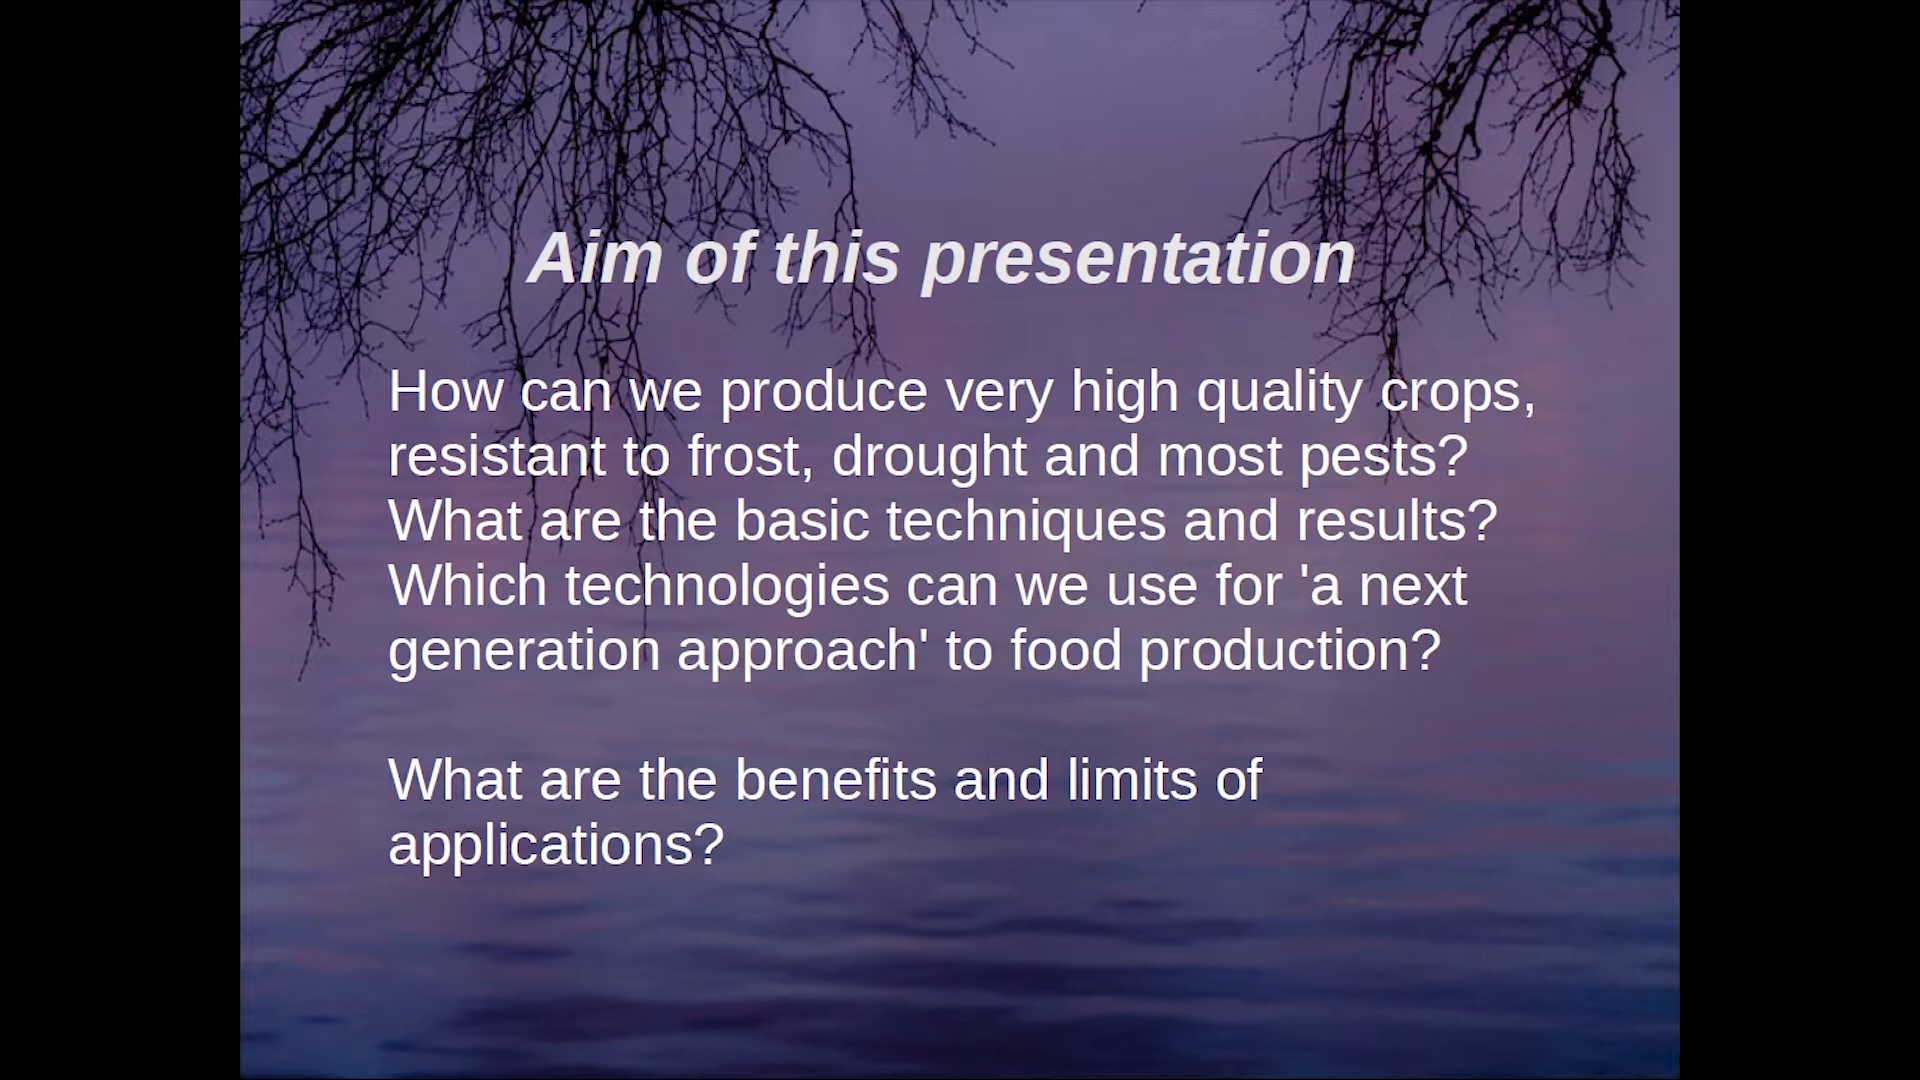 Aim of this presentation
How can we produce very high quality crops,
resistant to frost, drought and most pests?
What are the basic techniques and results?
Which technologies can we use for 'a next
generation approach' to food production?
What are the benefits and limits of
applications?